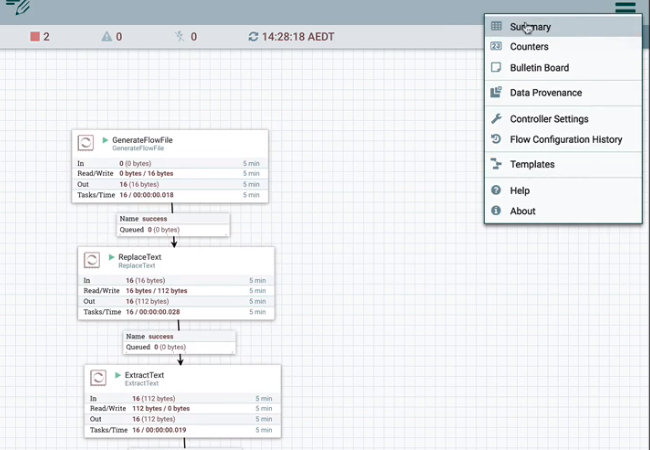 2 0 0 14:28:18 AEDT
Summary
Counters
Bulletin Board
Data Provenance
Controller Settings
Flow Configuration History
Templates
Help
About
GenerateFlowFile
GenerateFlowFile
In 0 (0 bytes) 5 min
Read/Write 0 bytes / 16 bytes 5 min
Out 16 (16 bytes) 5 min
Tasks/Time 16 / 00:00:00.018 5 min
Name success
Queued 0 (0 bytes)
ReplaceText
ReplaceText
In 16 (16 bytes) 5 min
Read/Write 16 bytes / 112 bytes 5 min
Out 16 (112 bytes) 5 min
Tasks/Time 16 / 00:00:00.028 5 min
Name success
Queued 0 (0 bytes)
ExtractText
ExtractText
In 16 (112 bytes) 5 min
Read/Write 112 bytes / 0 bytes 5 min
Out 16 (112 bytes) 5 min
Tasks/Time 16 / 00:00:00.019 5 min